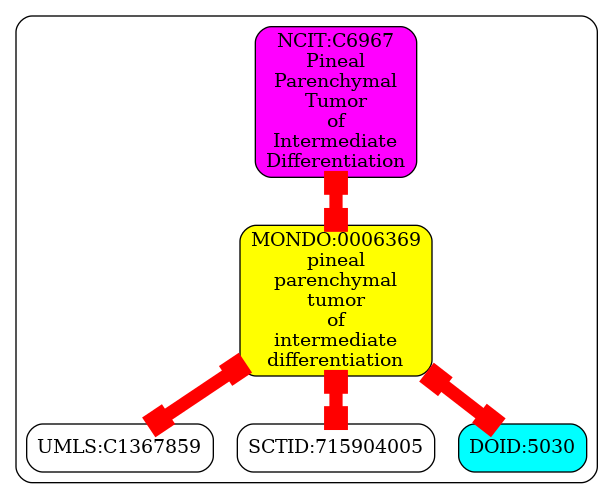 NCIT:C6967
Pineal
Parenchymal
Tumor
of
Intermediate
Differentiation
MONDO:0006369
pineal
parenchymal
tumor
of
intermediate
differentiation
UMLS:C1367859
SCTID:715904005
DOID:5030